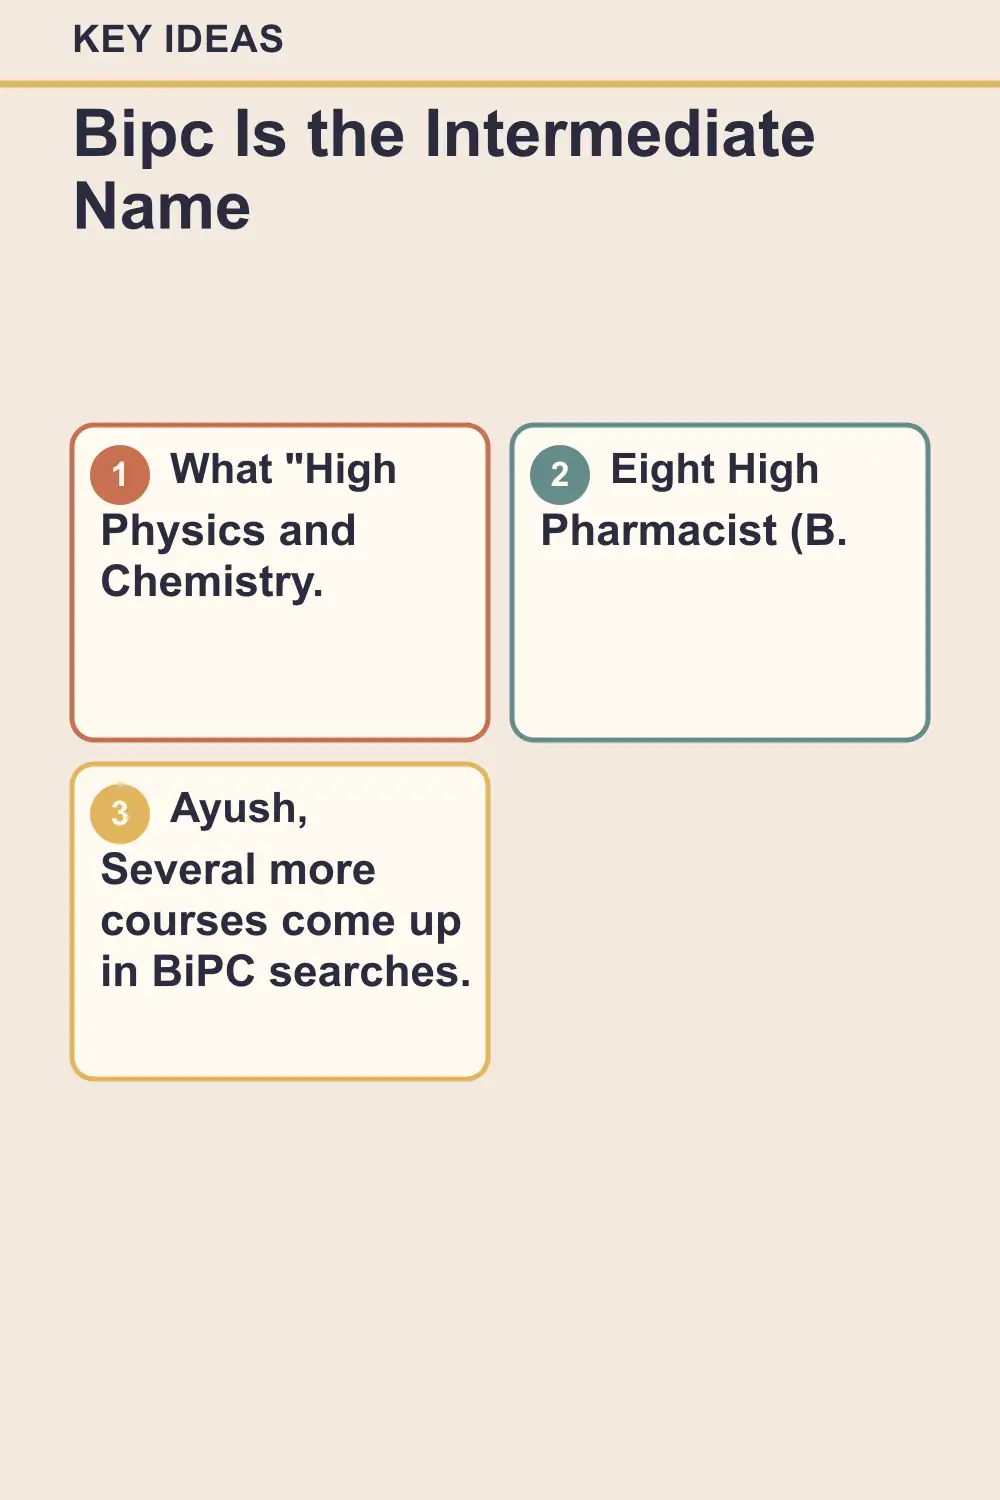 KEY IDEAS
Bipc Is the Intermediate
Name
1 What "High
Physics and
Chemistry.
2 Eight High
Pharmacist (B.
3 Ayush,
Several more
courses come up
in BiPC searches.